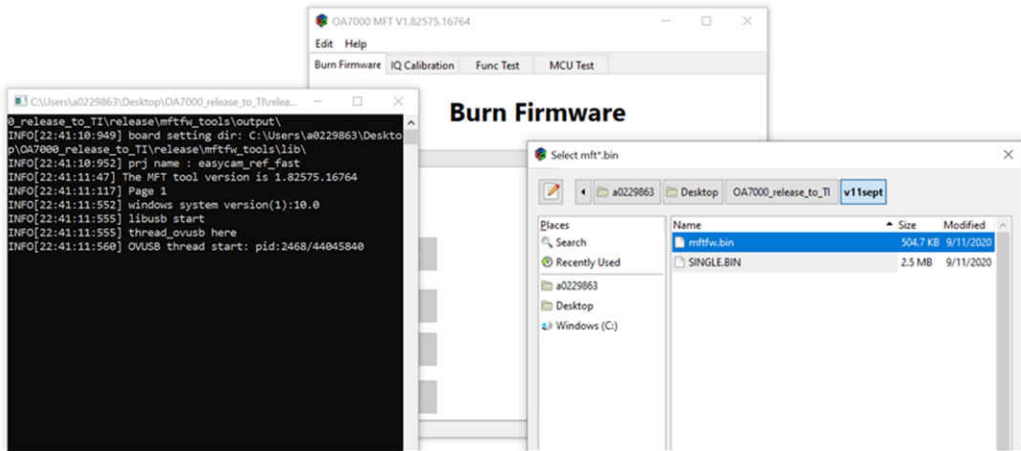 OA7000 MFT V1.82575.16764
Edit Help
Burn Firmware IQ Calibration Func Test MCU Test
Burn Firmware
C:\Users\a0229863\Desktop\OA7000_release_to_TI\relea...
0_release_to_TI\release\mftfw_tools\output\
INFO[22:41:10:949] board setting dir: C:\Users\a0229863\Deskto
p\OA7000_release_to_TI\release\mftfw_tools\lib\
INFO[22:41:10:952] prj name : easycam_ref_fast
INFO[22:41:11:47] The MFT tool version is 1.82575.16764
INFO[22:41:11:117] Page 1
INFO[22:41:11:552] windows system version(1):10.0
INFO[22:41:11:555] libusb start
INFO[22:41:11:555] thread_ovusb here
INFO[22:41:11:560] OVUSB thread start: pid:2468/44045840
Select mft*.bin
a0229863 Desktop OA7000_release_to_TI v11sept
Places
Search
Recently Used
a0229863
Desktop
Windows (C:)
Name Size Modified
mftfw.bin 504.7 KB 9/11/2020
SINGLE.BIN 2.5 MB 9/11/2020